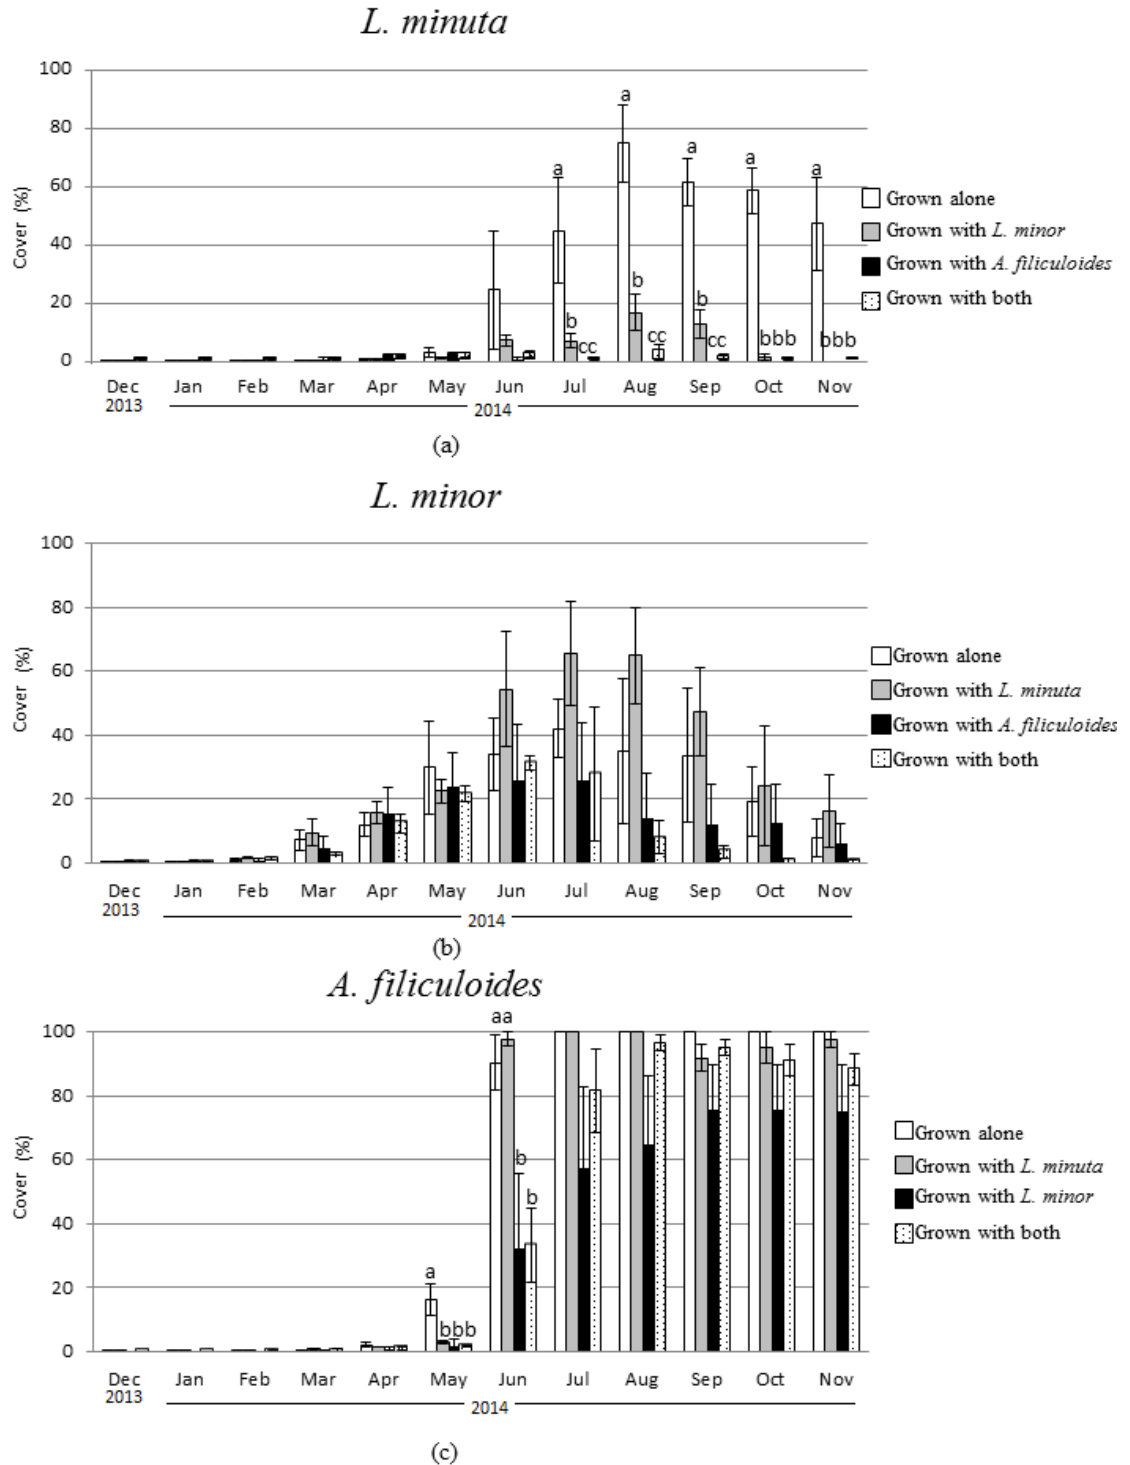 L. minuta
100
80
60
40
20
0
Cover (%)
a
a
a
a
a
b
cc
b
cc
b
cc
bbb
bbb
Grown alone
Grown with L. minor
Grown with A. filiculoides
Grown with both
Dec Jan Feb Mar Apr May Jun Jul Aug Sep Oct Nov
2013
2014
(a)
L. minor
100
80
60
40
20
0
Cover (%)
Grown alone
Grown with L. minuta
Grown with A. filiculoides
Grown with both
Dec Jan Feb Mar Apr May Jun Jul Aug Sep Oct Nov
2013
2014
(b)
A. filiculoides
100
80
60
40
20
0
Cover (%)
a
bbb
aa
b
b
Grown alone
Grown with L. minuta
Grown with L. minor
Grown with both
Dec Jan Feb Mar Apr May Jun Jul Aug Sep Oct Nov
2013
2014
(c)